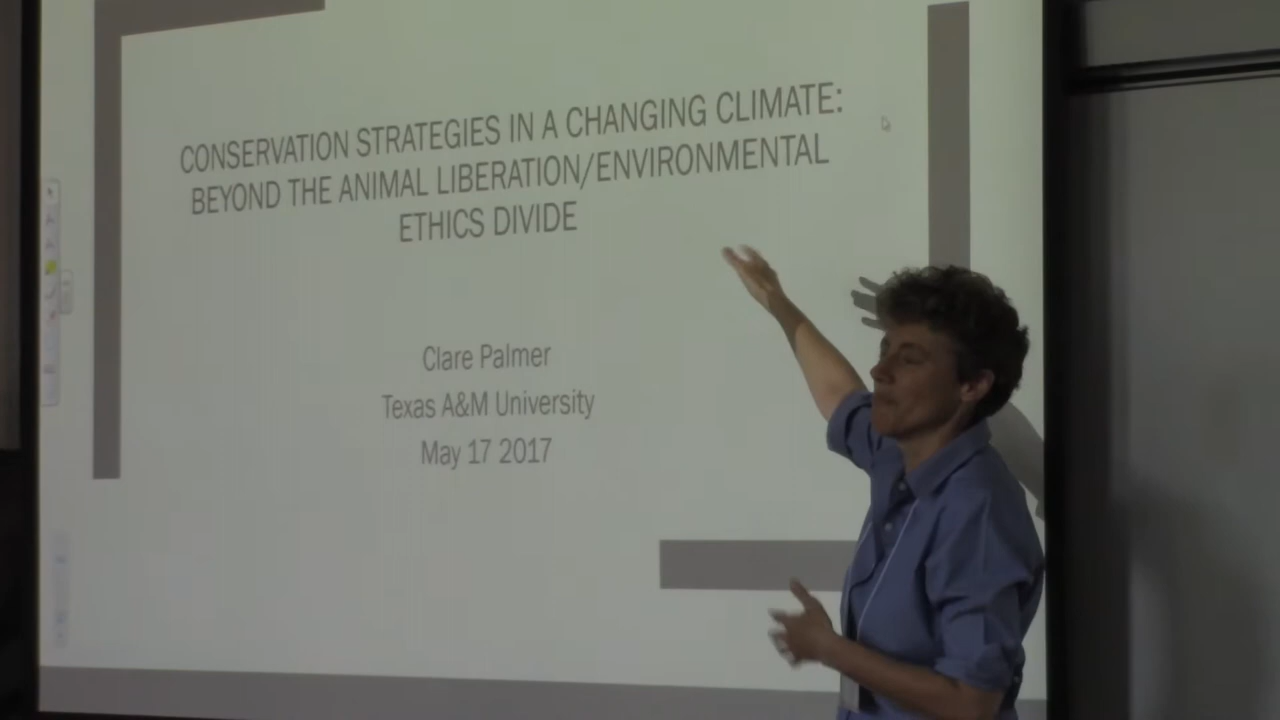 CONSERVATION STRATEGIES IN A CHANGING CLIMATE:
BEYOND THE ANIMAL LIBERATION/ENVIRONMENTAL
ETHICS DIVIDE
Clare Palmer
Texas A&M University
May 17 2017